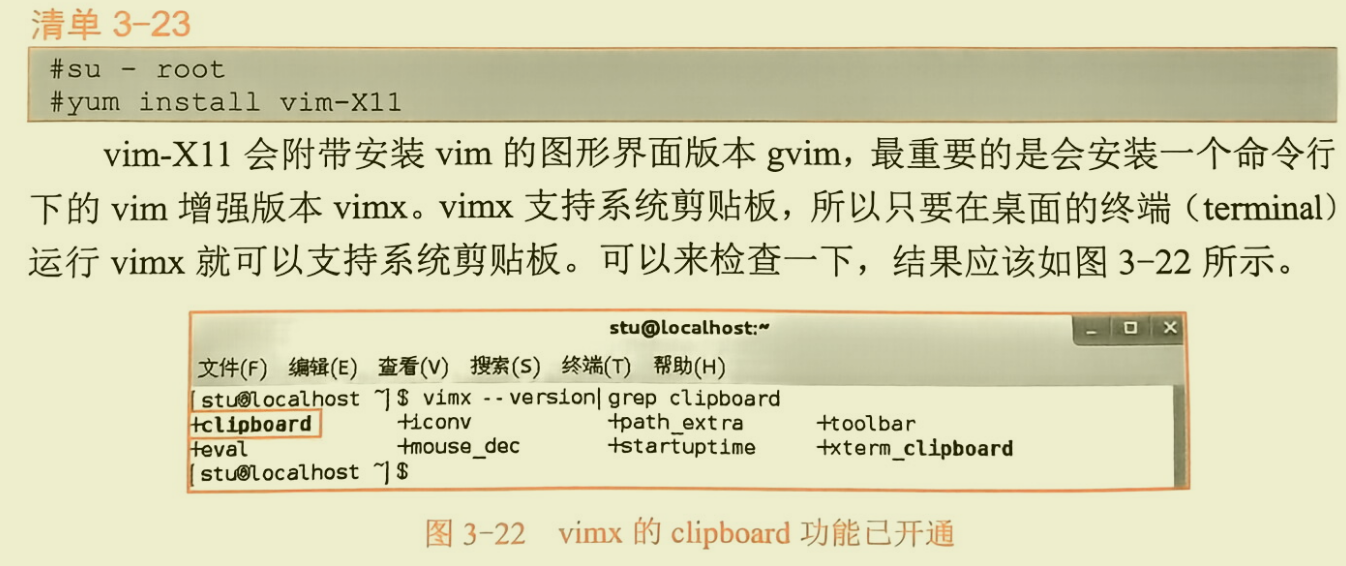 清单 3-23
#su - root
#yum install vim-X11
vim-X11 会附带安装 vim 的图形界面版本 gvim，最重要的是会安装一个命令行
下的 vim 增强版本 vimx。vimx 支持系统剪贴板，所以只要在桌面的终端（terminal）
运行 vimx 就可以支持系统剪贴板。可以来检查一下，结果应该如图 3-22 所示。
stu@localhost:~
文件(F) 编辑(E) 查看(V) 搜索(S) 终端(T) 帮助(H)
[stu@localhost ~]$ vimx --version|grep clipboard
+clipboard +iconv +path_extra +toolbar
+eval +mouse_dec +startuptime +xterm_clipboard
[stu@localhost ~]$
图 3-22 vimx 的 clipboard 功能已开通